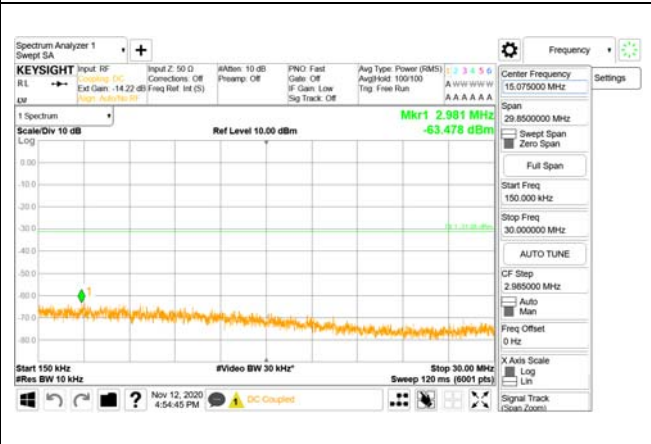 Spectrum Analyzer 1
Swept SA
+
Frequency
KEYSIGHT
RL
Input: RF
Coupling: DC
Ext Gain: -14.22 dB
Align: Auto/No RF
Input Z: 50 Ω
Corrections: Off
Freq Ref: Int (S)
#Atten: 10 dB
Preamp: Off
PNO: Fast
Gate: Off
IF Gain: Low
Sig Track: Off
Avg Type: Power (RMS)
Avg|Hold: 100/100
Trig: Free Run
1 2 3 4 5 6
A W W W W W
A A A A A A
Center Frequency
15.075000 MHz
Settings
1 Spectrum
Scale/Div 10 dB
Ref Level 10.00 dBm
Mkr1 2.981 MHz
-63.478 dBm
Span
29.8500000 MHz
Swept Span
Zero Span
Log
0.00
-10.0
-20.0
-30.0
-40.0
-50.0
-60.0
-70.0
-80.0
1
Full Span
Start Freq
150.000 kHz
Stop Freq
30.000000 MHz
AUTO TUNE
CF Step
2.985000 MHz
Auto
Man
Freq Offset
0 Hz
X Axis Scale
Log
Lin
Signal Track
(Span Zoom)
Start 150 kHz
#Res BW 10 kHz
#Video BW 30 kHz*
Stop 30.00 MHz
Sweep 120 ms (6001 pts)
?
Nov 12, 2020
4:54:45 PM
1
DC Coupled